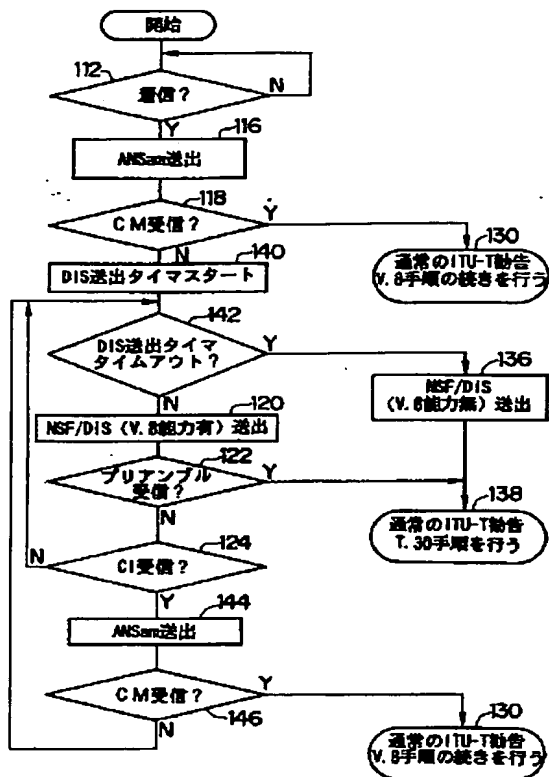 開始
112
着信?
N
Y
116
ANSam送出
118
CM受信?
Y
N
130
通常のITU-T勧告
V.8手順の続きを行う
140
DIS送出タイマスタート
142
DIS送出タイマ
タイムアウト?
Y
N
136
NSF/DIS
(V.8能力無)送出
120
NSF/DIS(V.8能力有)送出
122
プリアンブル
受信?
Y
N
138
通常のITU-T勧告
T.30手順を行う
124
CI受信?
N
Y
144
ANSam送出
CM受信?
Y
146
N
130
通常のITU-T勧告
V.8手順の続きを行う